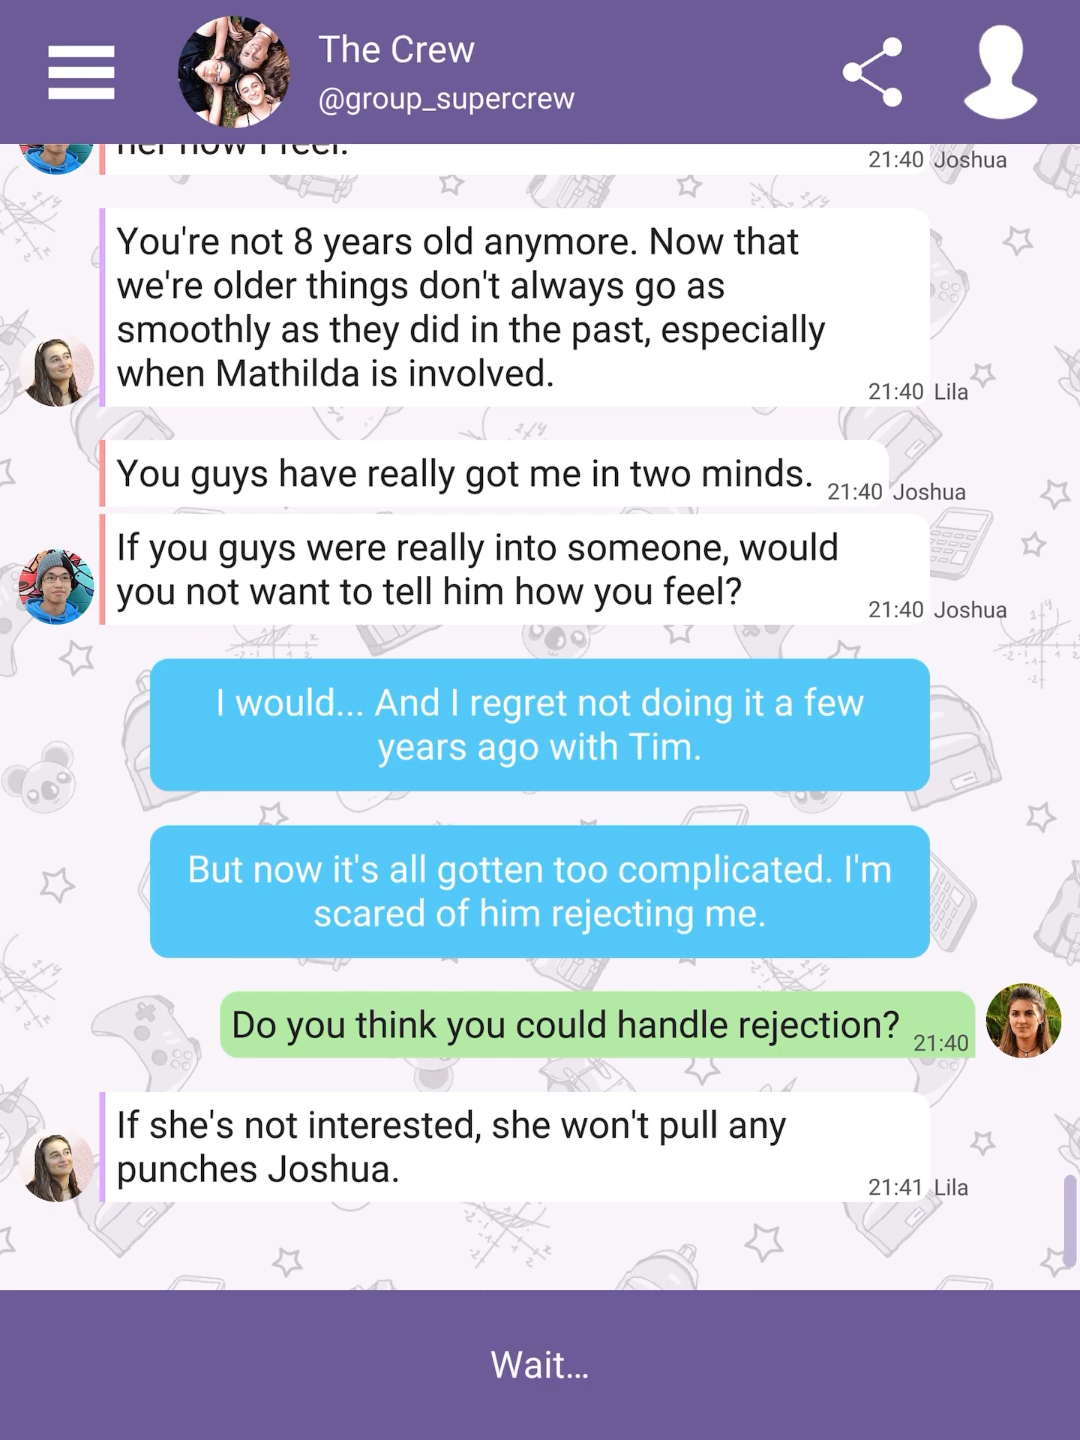 The Crew
@group_supercrew
her how I feel.
21:40 Joshua
You're not 8 years old anymore. Now that
we're older things don't always go as
smoothly as they did in the past, especially
when Mathilda is involved.
21:40 Lila
You guys have really got me in two minds.
21:40 Joshua
If you guys were really into someone, would
you not want to tell him how you feel?
21:40 Joshua
I would... And I regret not doing it a few
years ago with Tim.
But now it's all gotten too complicated. I'm
scared of him rejecting me.
Do you think you could handle rejection?
21:40
If she's not interested, she won't pull any
punches Joshua.
21:41 Lila
Wait...